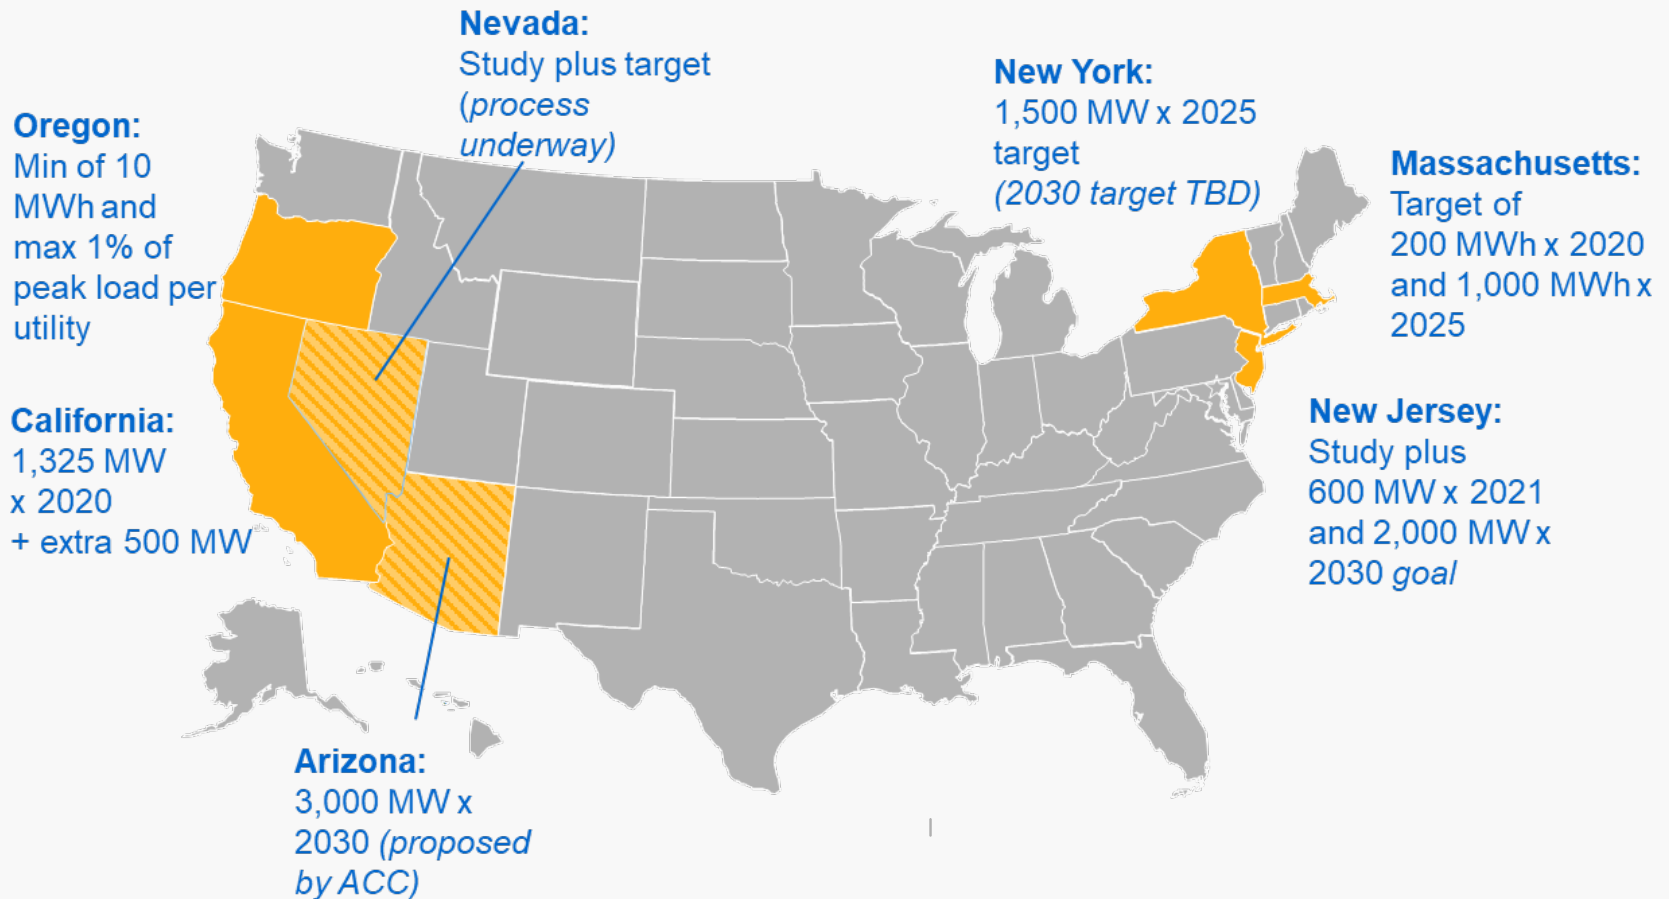 Nevada:
Study plus target
(process
underway)
New York:
1,500 MW x 2025
target
(2030 target TBD)
Oregon:
Min of 10
MWh and
max 1% of
peak load per
utility
Massachusetts:
Target of
200 MWh x 2020
and 1,000 MWh x
2025
California:
1,325 MW
x 2020
+ extra 500 MW
New Jersey:
Study plus
600 MW x 2021
and 2,000 MW x
2030 goal
Arizona:
3,000 MW x
2030 (proposed
by ACC)